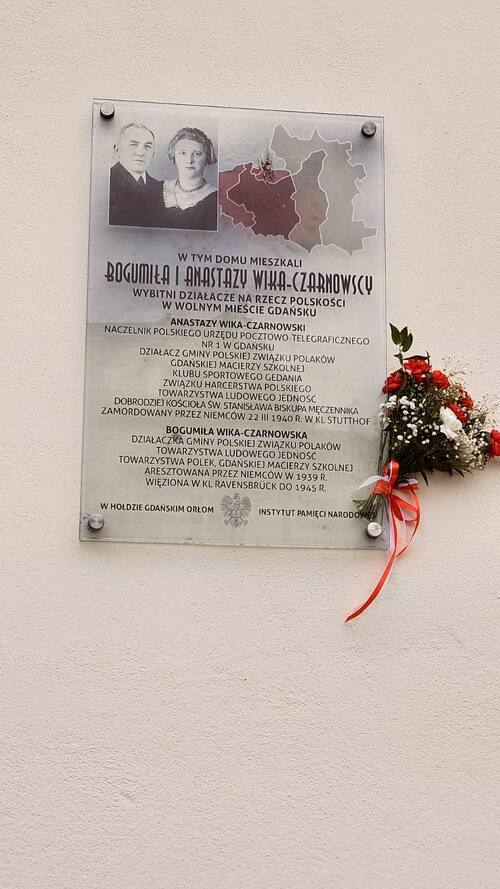 W TYM DOMU MIESZKALI
BOGUMIŁA I ANASTAZY WIKA-CZARNOWSCY
WYBITNI DZIAŁACZE NA RZECZ POLSKOŚCI
W WOLNYM MIEŚCIE GDAŃSKU
ANASTAZY WIKA-CZARNOWSKI
NACZELNIK POLSKIEGO URZĘDU POCZTOWO-TELEGRAFICZNEGO
NR 1 W GDAŃSKU
DZIAŁACZ GMINY POLSKIEJ ZWIĄZKU POLAKÓW
GDAŃSKIEJ MACIERZY SZKOLNEJ
KLUBU SPORTOWEGO GEDANIA
ZWIĄZKU HARCERSTWA POLSKIEGO
TOWARZYSTWA LUDOWEGO JEDNOŚĆ
DOBRODZIEJ KOŚCIOŁA ŚW. STANISŁAWA BISKUPA MĘCZENNIKA
ZAMORDOWANY PRZEZ NIEMCÓW 22 III 1940 R. W KL STUTTHOF
BOGUMIŁA WIKA-CZARNOWSKA
DZIAŁACZKA GMINY POLSKIEJ ZWIĄZKU POLAKÓW
TOWARZYSTWA LUDOWEGO JEDNOŚĆ
TOWARZYSTWA POLEK, GDAŃSKIEJ MACIERZY SZKOLNEJ
ARESZTOWANA PRZEZ NIEMCÓW W 1939 R.
WIĘZIONA W KL RAVENSBRÜCK DO 1945 R.
W HOŁDZIE GDAŃSKIM ORŁOM INSTYTUT PAMIĘCI NARODOWEJ